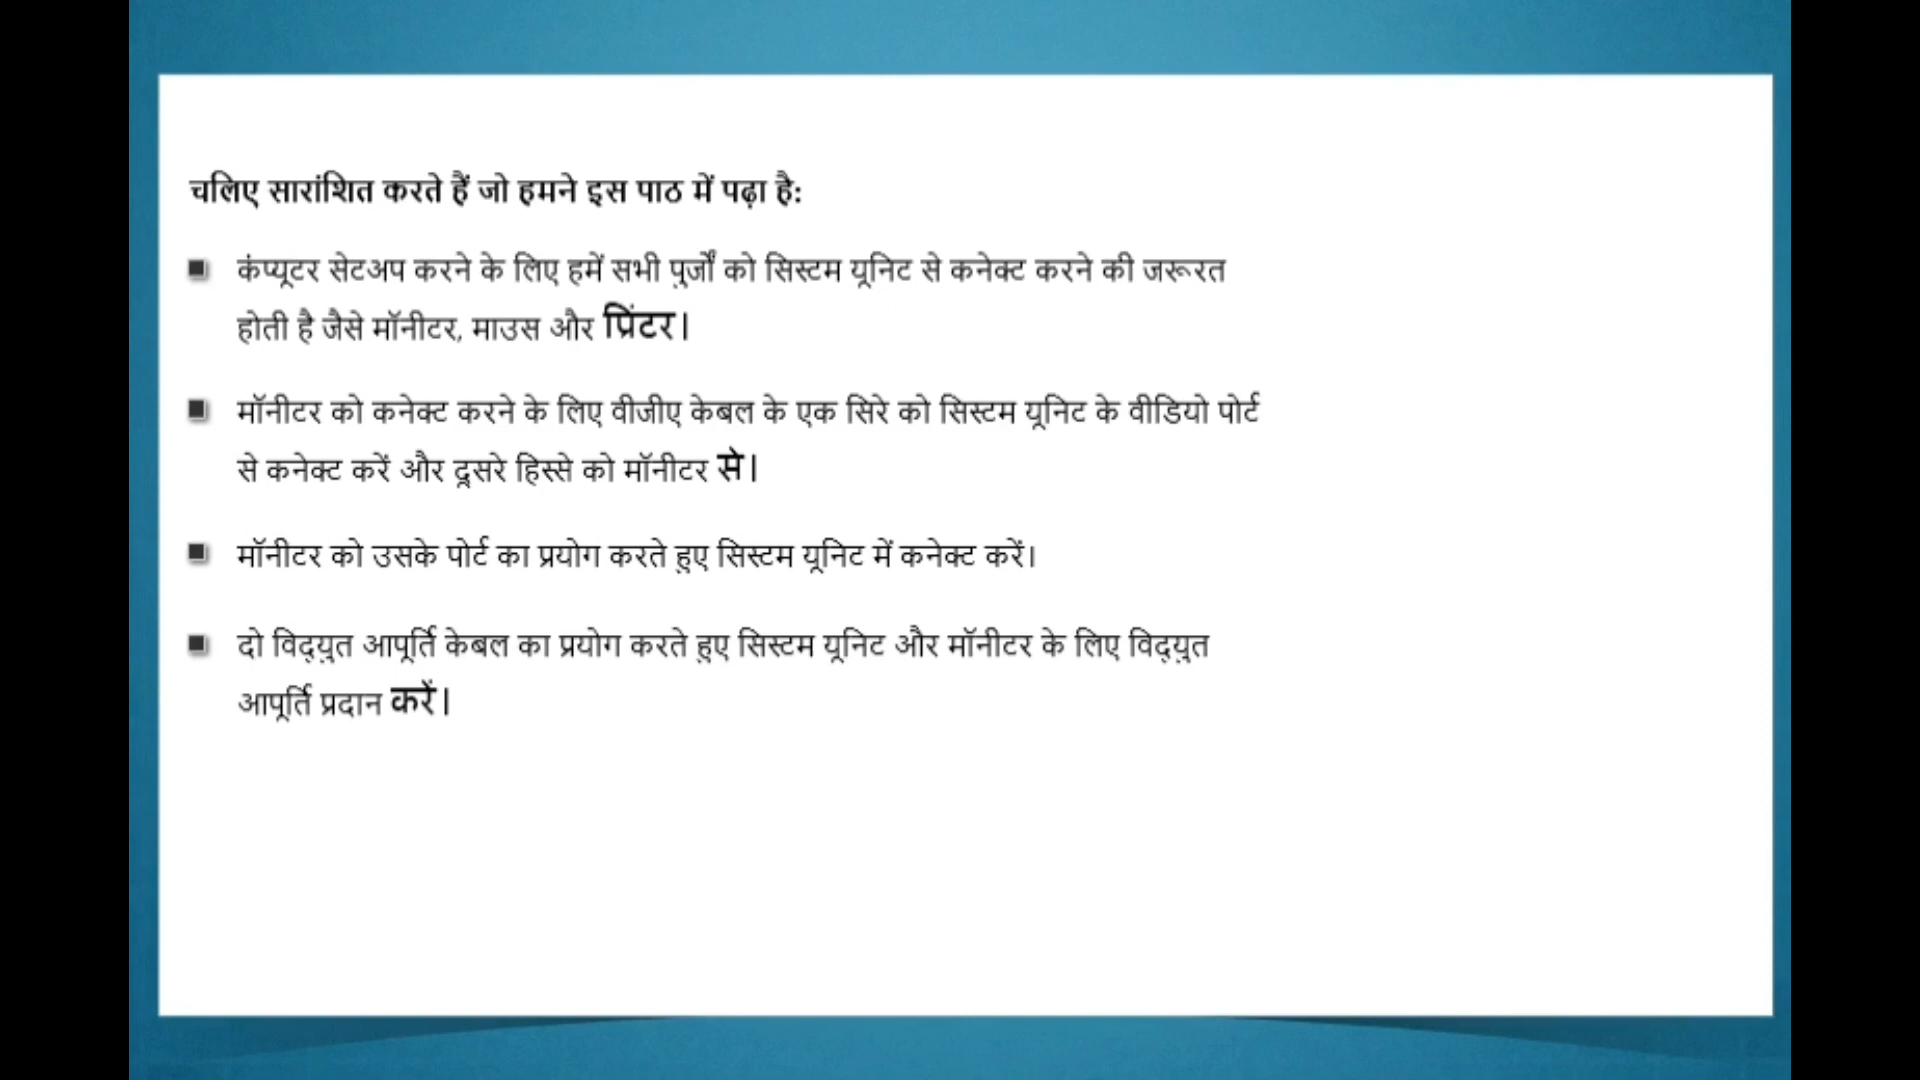 चलिए सारांशित करते हैं जो हमने इस पाठ में पढ़ा है:
कंप्यूटर सेटअप करने के लिए हमें सभी पुर्जों को सिस्टम यूनिट से कनेक्ट करने की जरूरत
होती है जैसे मॉनीटर, माउस और प्रिंटर।
मॉनीटर को कनेक्ट करने के लिए वीजीए केबल के एक सिरे को सिस्टम यूनिट के वीडियो पोर्ट
से कनेक्ट करें और दूसरे हिस्से को मॉनीटर से।
मॉनीटर को उसके पोर्ट का प्रयोग करते हुए सिस्टम यूनिट में कनेक्ट करें।
दो विद्युत आपूर्ति केबल का प्रयोग करते हुए सिस्टम यूनिट और मॉनीटर के लिए विद्युत
आपूर्ति प्रदान करें।